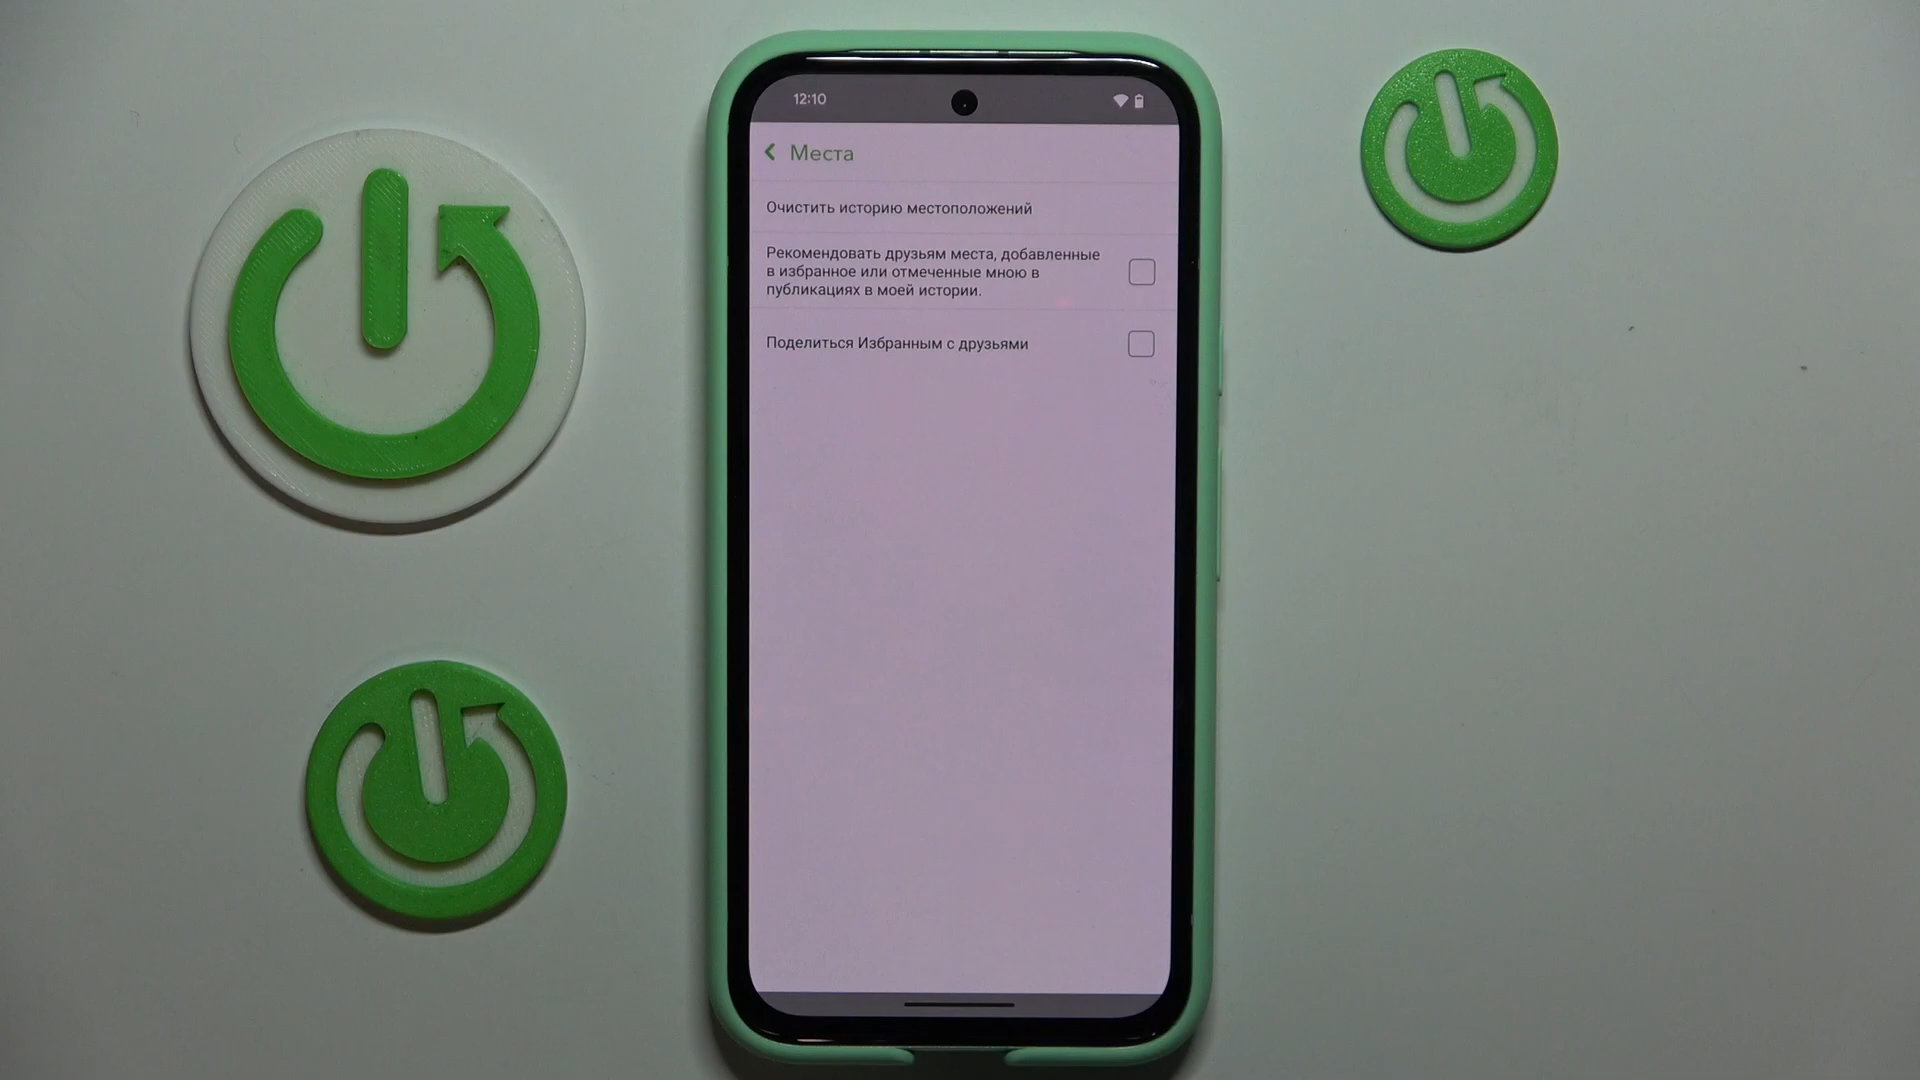 12:10
Места
Очистить историю местоположений
Рекомендовать друзьям места, добавленные
в избранное или отмеченные мною в
публикациях в моей истории.
Поделиться Избранным с друзьями